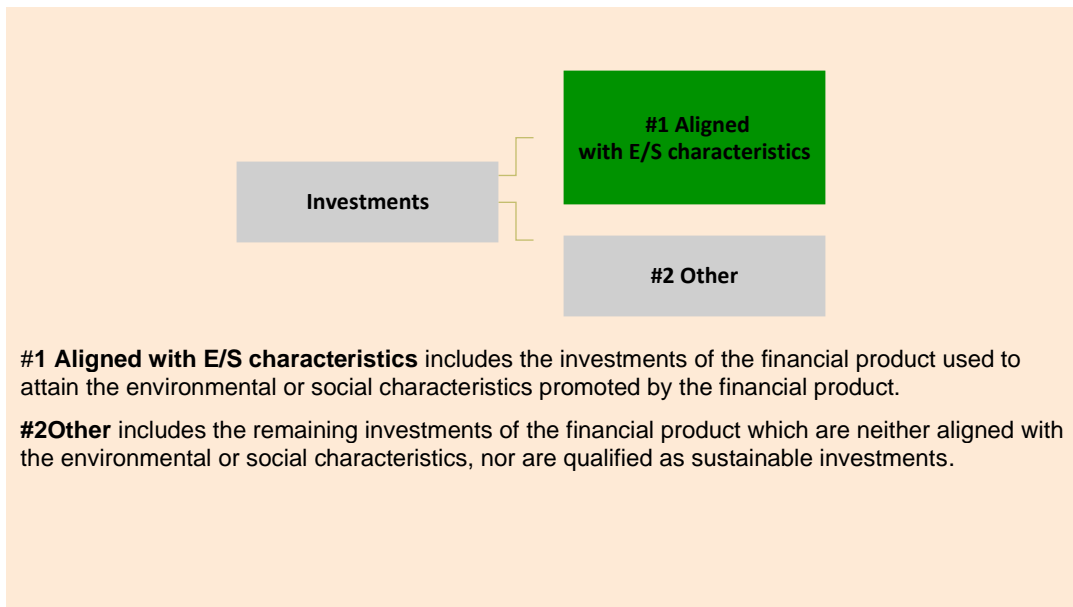 #1 Aligned
with E/S characteristics
Investments
#2 Other
#1 Aligned with E/S characteristics includes the investments of the financial product used to
attain the environmental or social characteristics promoted by the financial product.
#2Other includes the remaining investments of the financial product which are neither aligned with
the environmental or social characteristics, nor are qualified as sustainable investments.